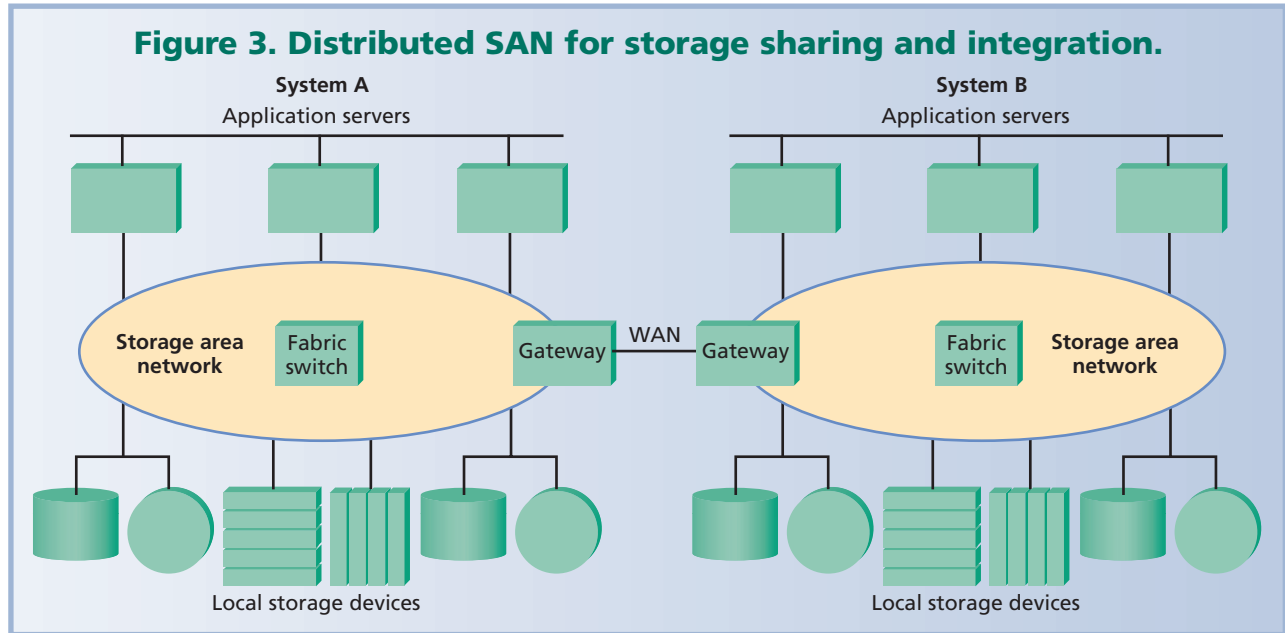 Figure 3. Distributed SAN for storage sharing and integration.
System A
Application servers
Storage area
network
Fabric
switch
Gateway
WAN
System B
Application servers
Gateway
Fabric
switch
Storage area
network
Local storage devices
Local storage devices